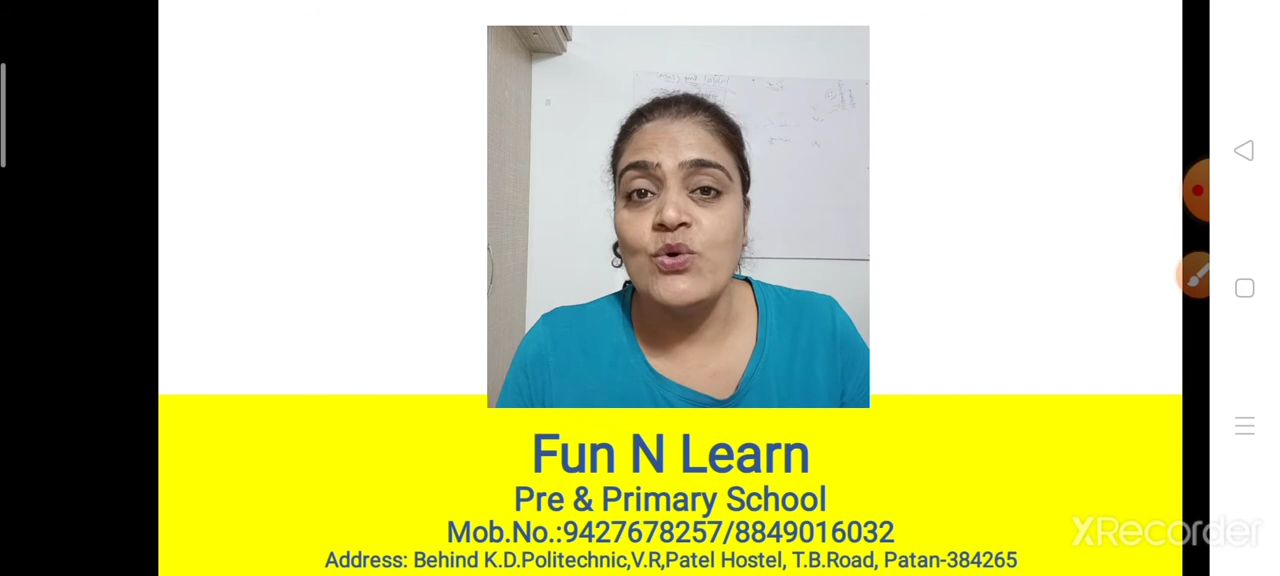 Fun N Learn
Pre & Primary School
Mob.No.:9427678257/8849016032
Address: Behind K.D.Politechnic,V.R,Patel Hostel, T.B.Road, Patan-384265
XRecorder